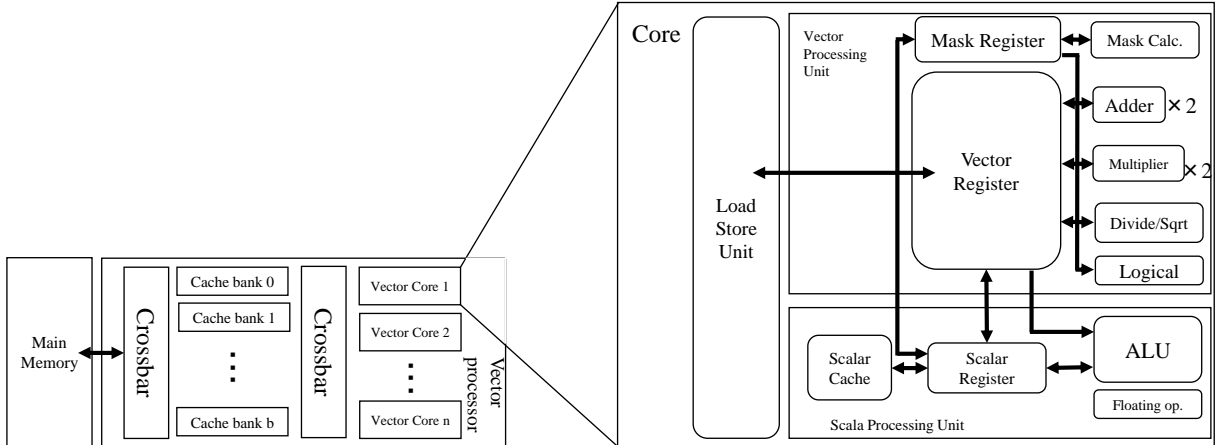 Main
Memory
Crossbar
Cache bank 0
Cache bank 1
Cache bank b
Crossbar
Vector Core 1
Vector Core 2
Vector Core n
Vector
processor
Core
Load
Store
Unit
Vector
Processing
Unit
Mask Register
Mask Calc.
Vector
Register
Adder × 2
Multiplier × 2
Divide/Sqrt
Logical
Scalar
Cache
Scalar
Register
ALU
Floating op.
Scala Processing Unit